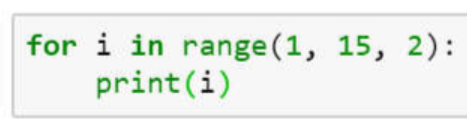 for i in range(1, 15, 2):
    print(i)